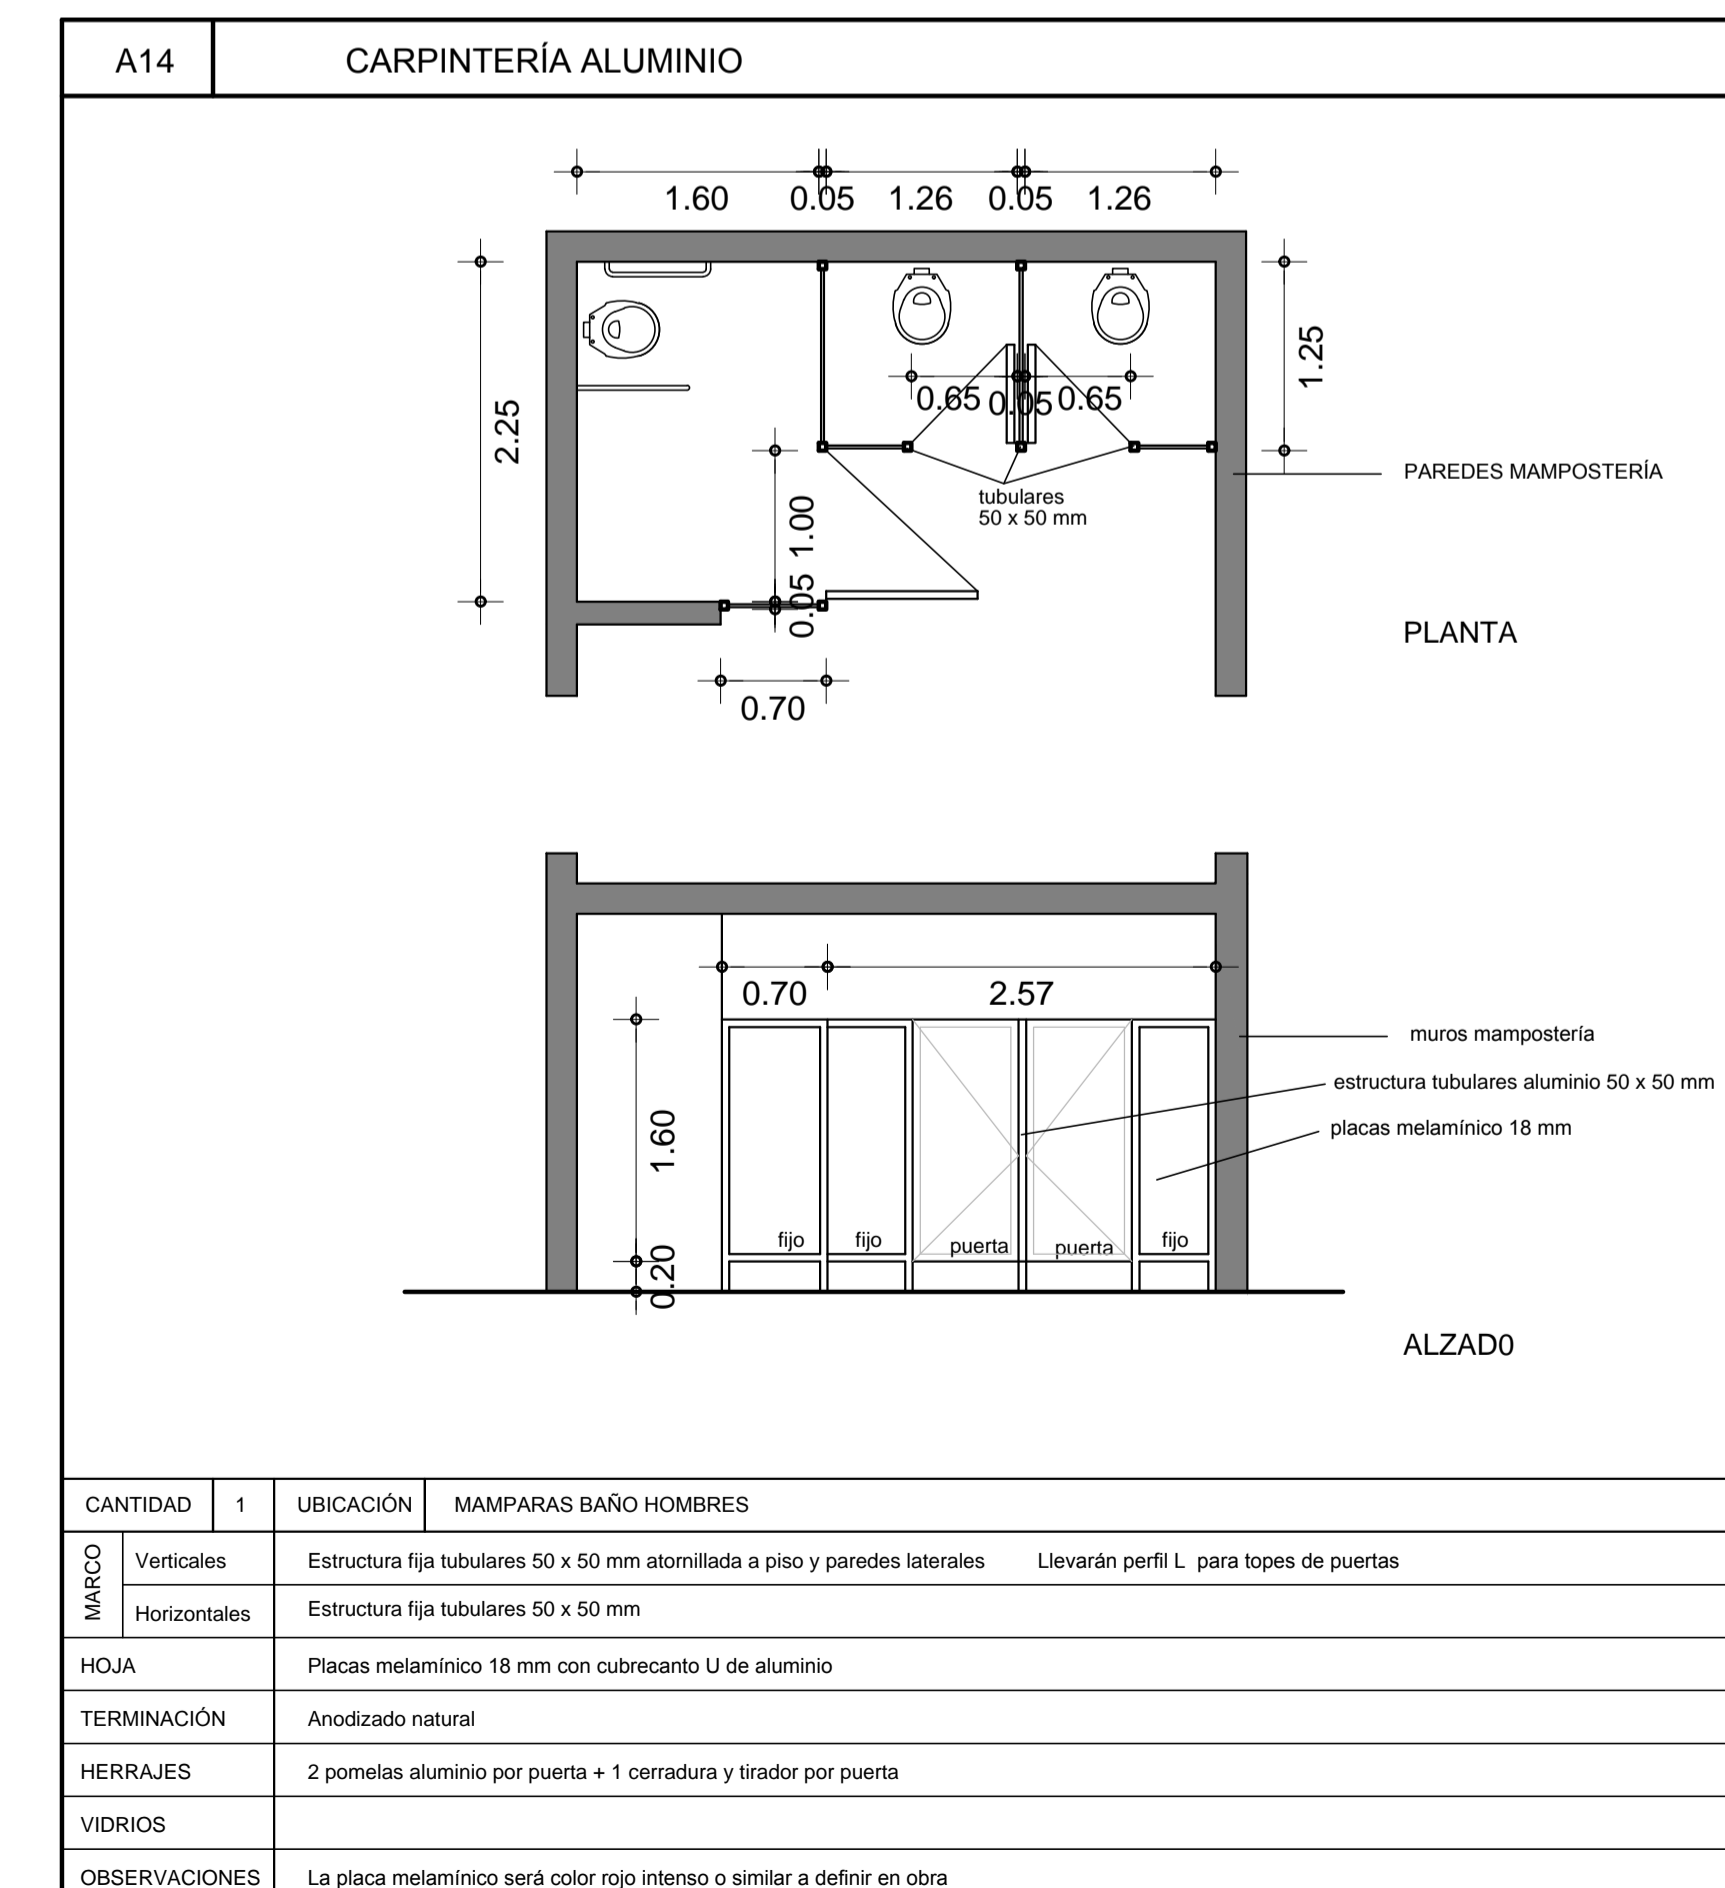 A14 CARPINTERÍA ALUMINIO
1.60 0.05 1.26 0.05 1.26
2.25
1.25
0.65 0.05 0.65
tubulares
50 x 50 mm
PAREDES MAMPOSTERÍA
1.00
0.05
0.70
PLANTA
0.70 2.57
1.60
0.20
muros mampostería
estructura tubulares aluminio 50 x 50 mm
placas melamínico 18 mm
fijo fijo puerta puerta fijo
ALZAD0
CANTIDAD 1 UBICACIÓN MAMPARAS BAÑO HOMBRES
MARCO
Verticales Estructura fija tubulares 50 x 50 mm atornillada a piso y paredes laterales Llevarán perfil L para topes de puertas
Horizontales Estructura fija tubulares 50 x 50 mm
HOJA Placas melamínico 18 mm con cubrecanto U de aluminio
TERMINACIÓN Anodizado natural
HERRAJES 2 pomelas aluminio por puerta + 1 cerradura y tirador por puerta
VIDRIOS
OBSERVACIONES La placa melamínico será color rojo intenso o similar a definir en obra